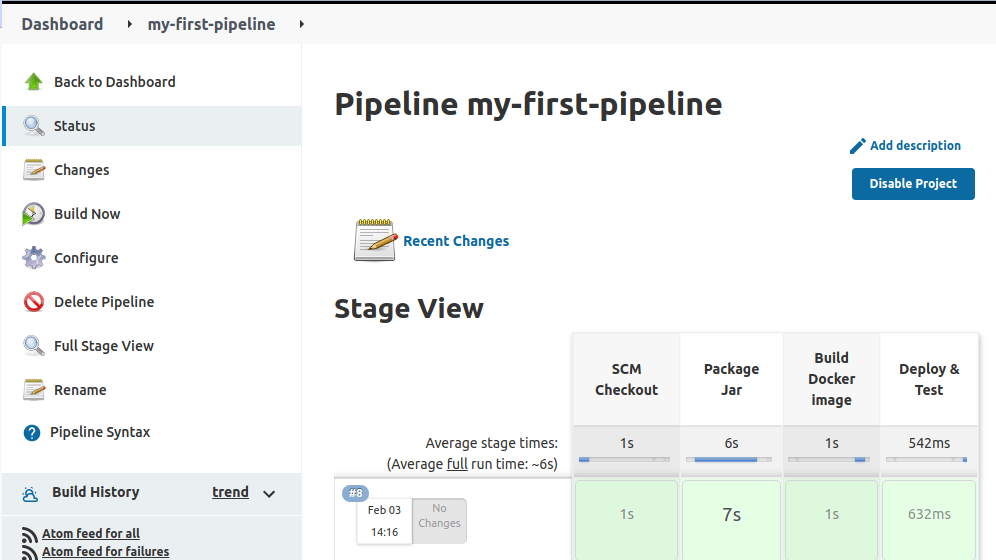 Dashboard
my-first-pipeline
Back to Dashboard
Status
Changes
Build Now
Configure
Delete Pipeline
Full Stage View
Rename
Pipeline Syntax
Build History
trend
Atom feed for all
Atom feed for failures
Pipeline my-first-pipeline
Add description
Disable Project
Recent Changes
Stage View
SCM
Checkout
Package
Jar
Build
Docker
image
Deploy &
Test
Average stage times:
(Average full run time: ~6s)
1s
6s
1s
542ms
#8
Feb 03
14:16
No
Changes
1s
7s
1s
632ms